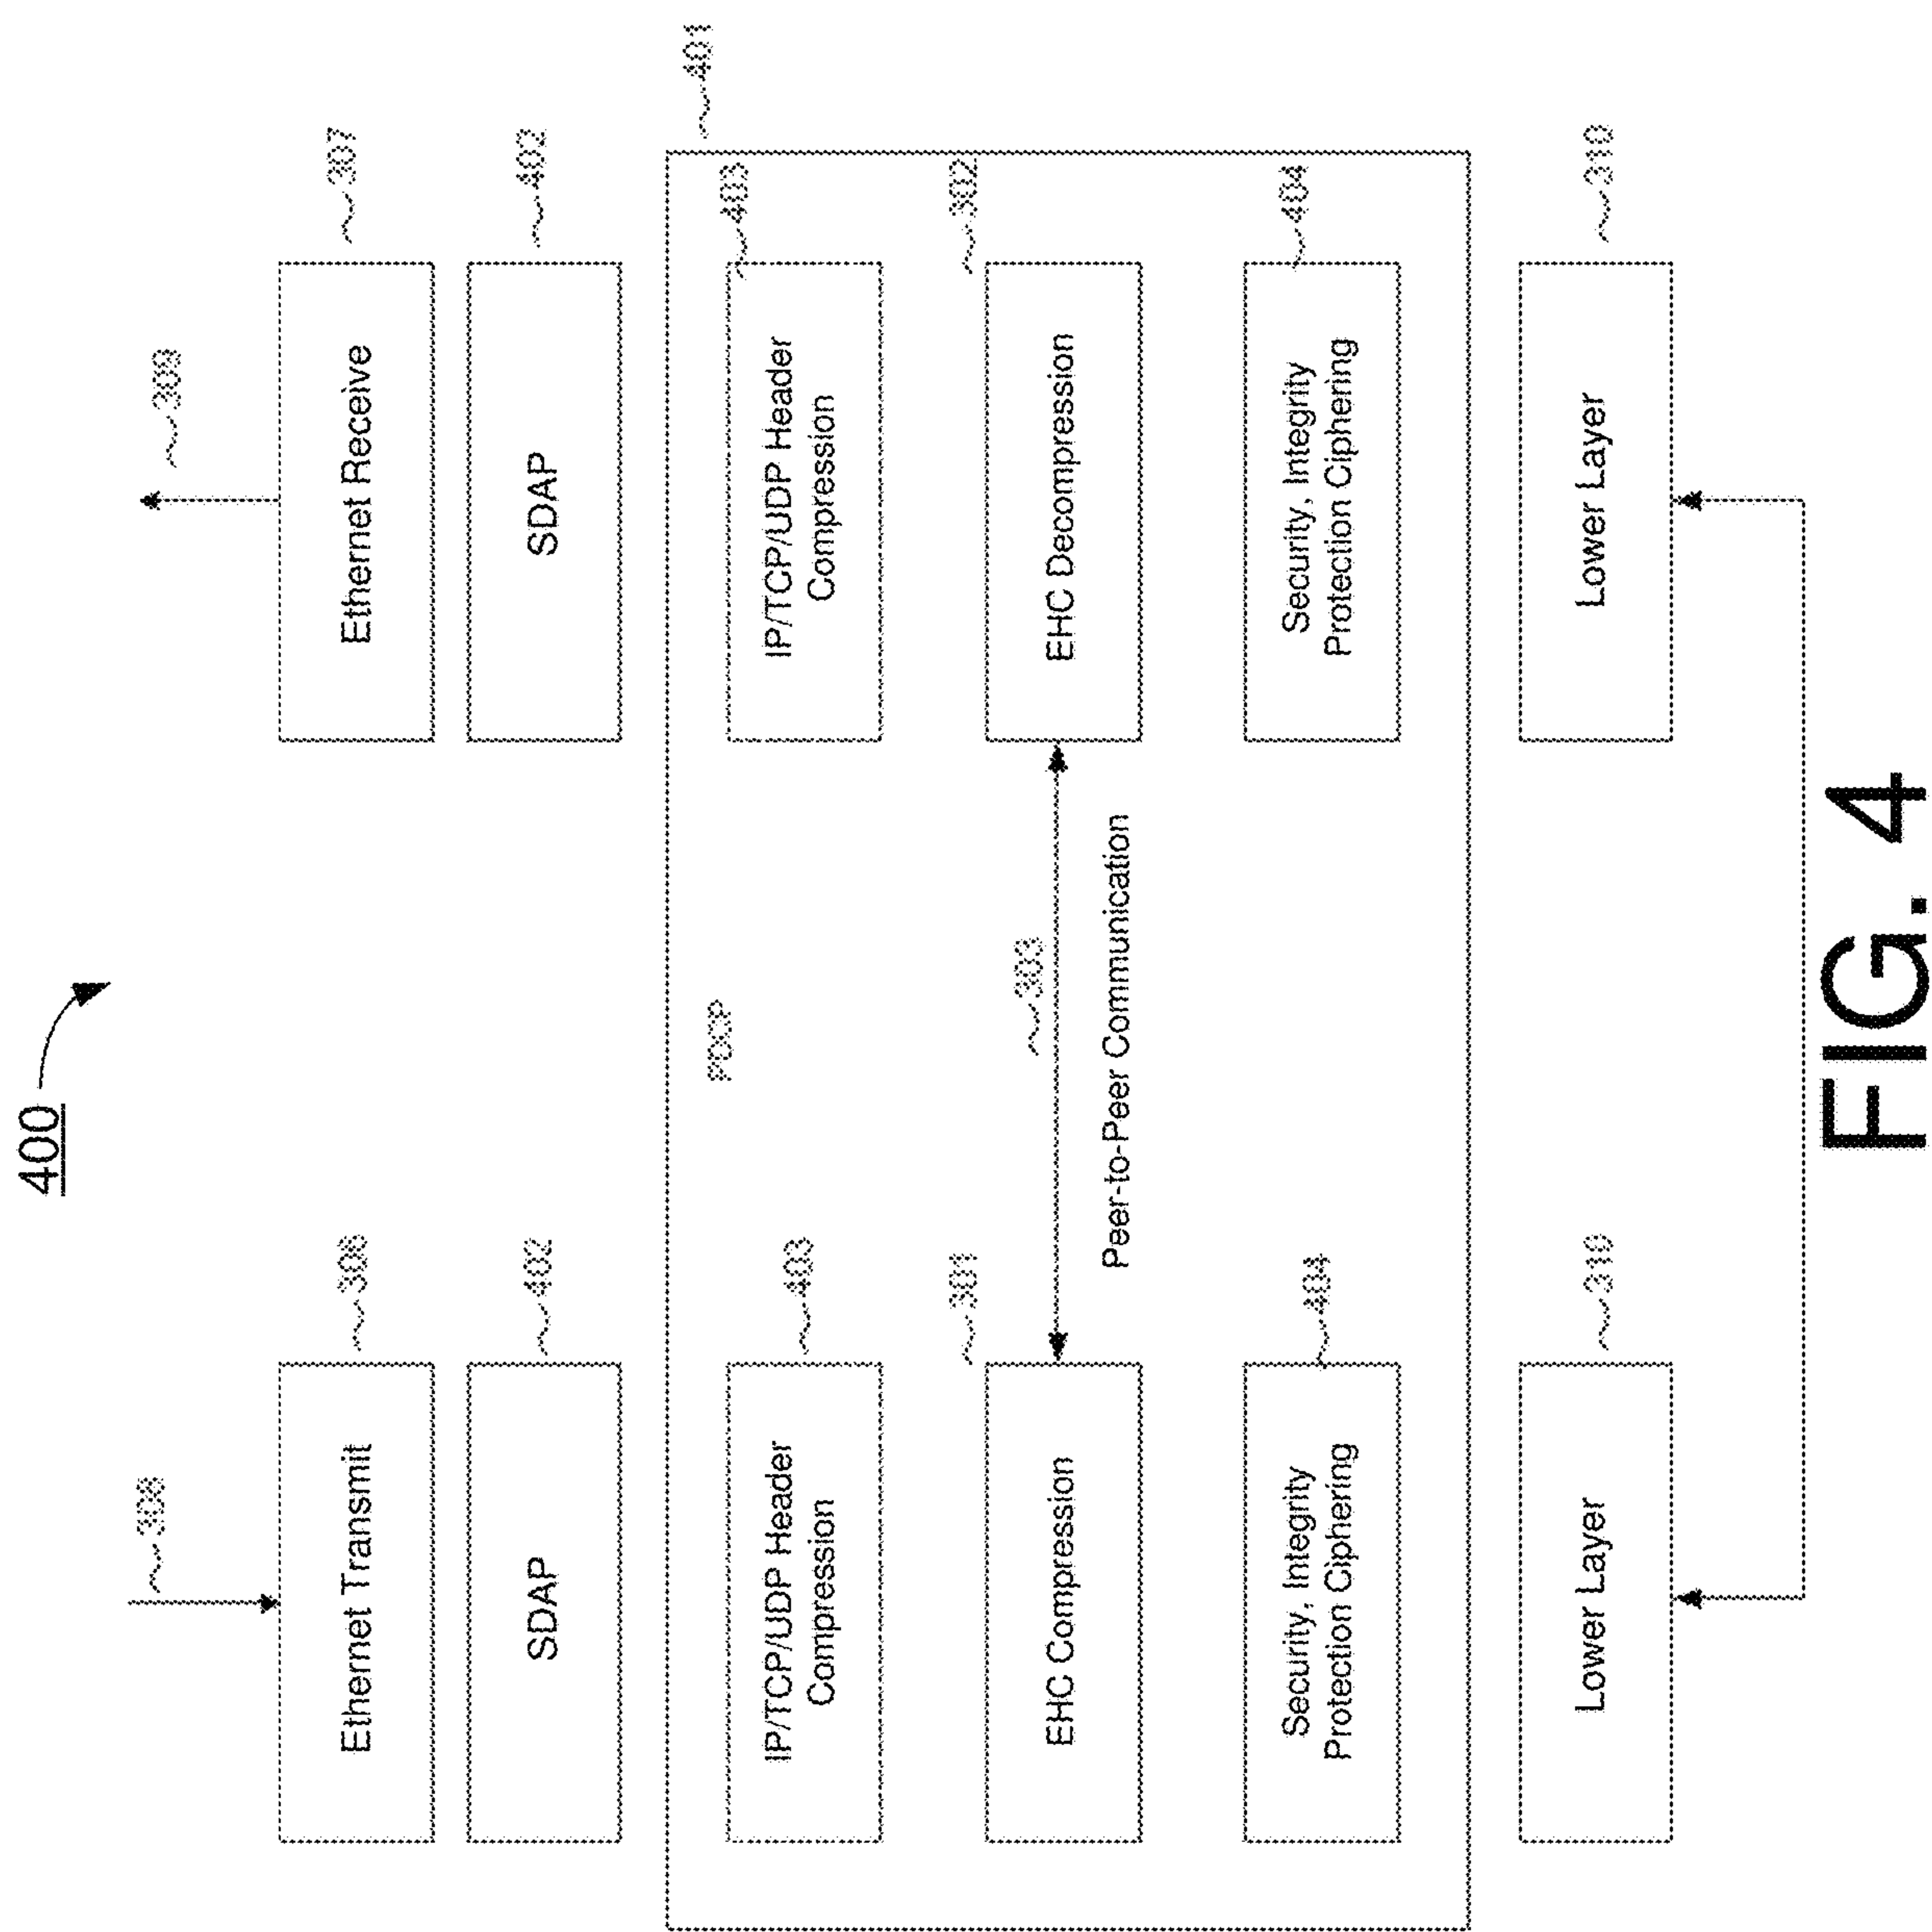 400
308
309
Ethernet Transmit
306
Ethernet Receive
307
SDAP
402
SDAP
402
401
PDCP
IP/TCP/UDP Header
Compression
403
IP/TCP/UDP Header
Compression
403
EHC Compression
301
303
Peer-to-Peer Communication
EHC Decompression
302
Security, Integrity
Protection Ciphering
404
Security, Integrity
Protection Ciphering
404
Lower Layer
310
Lower Layer
310
FIG. 4